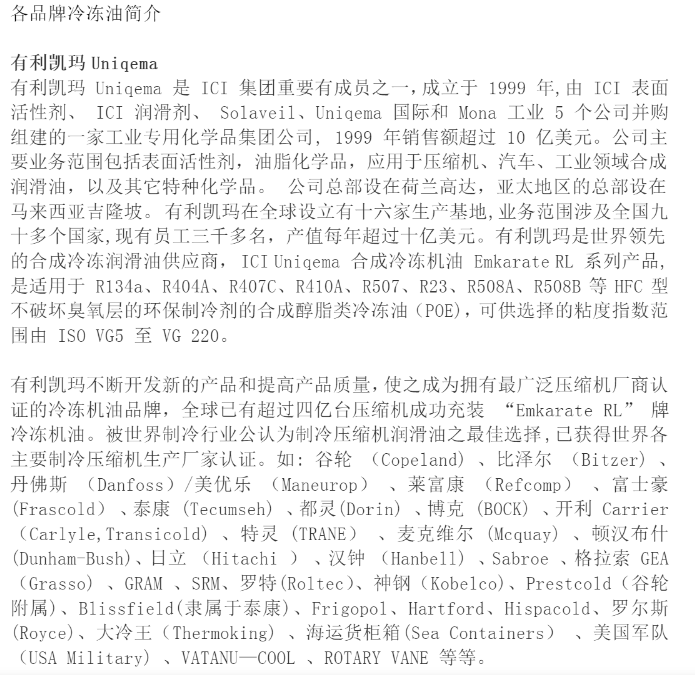 各品牌冷冻油简介
有利凯玛 Uniqema
有利凯玛 Uniqema 是 ICI 集团重要有成员之一,成立于 1999 年,由 ICI 表面
活性剂、 ICI 润滑剂、 Solaveil、Uniqema 国际和 Mona 工业 5 个公司并购
组建的一家工业专用化学品集团公司, 1999 年销售额超过 10 亿美元。公司主
要业务范围包括表面活性剂，油脂化学品，应用于压缩机、汽车、工业领域合成
润滑油，以及其它特种化学品。 公司总部设在荷兰高达，亚太地区的总部设在
马来西亚吉隆坡。有利凯玛在全球设立有十六家生产基地,业务范围涉及全国九
十多个国家,现有员工三千多名，产值每年超过十亿美元。有利凯玛是世界领先
的合成冷冻润滑油供应商， ICI Uniqema 合成冷冻机油 Emkarate RL 系列产品,
是适用于 R134a、R404A、R407C、R410A、R507、R23、R508A、R508B 等 HFC 型
不破坏臭氧层的环保制冷剂的合成醇脂类冷冻油（POE),可供选择的粘度指数范
围由 ISO VG5 至 VG 220。
有利凯玛不断开发新的产品和提高产品质量,使之成为拥有最广泛压缩机厂商认
证的冷冻机油品牌，全球已有超过四亿台压缩机成功充装 “Emkarate RL” 牌
冷冻机油。被世界制冷行业公认为制冷压缩机润滑油之最佳选择,已获得世界各
主要制冷压缩机生产厂家认证。如: 谷轮 （Copeland）、比泽尔 （Bitzer）、
丹佛斯 （Danfoss）/美优乐 （Maneurop） 、莱富康 （Refcomp） 、富士豪
(Frascold） 、泰康 (Tecumseh) 、都灵(Dorin) 、博克 (BOCK) 、开利 Carrier
（Carlyle,Transicold) 、特灵 (TRANE） 、麦克维尔 (Mcquay) 、顿汉布什
(Dunham-Bush)、日立 （Hitachi ） 、汉钟 （Hanbell) 、Sabroe 、格拉索 GEA
（Grasso) 、GRAM 、SRM、罗特(Roltec)、神钢（Kobelco)、Prestcold（谷轮
附属)、Blissfield(隶属于泰康)、Frigopol、Hartford、Hispacold、罗尔斯
(Royce)、大冷王（Thermoking) 、海运货柜箱(Sea Containers） 、美国军队
（USA Military) 、VATANU—COOL 、ROTARY VANE 等等。